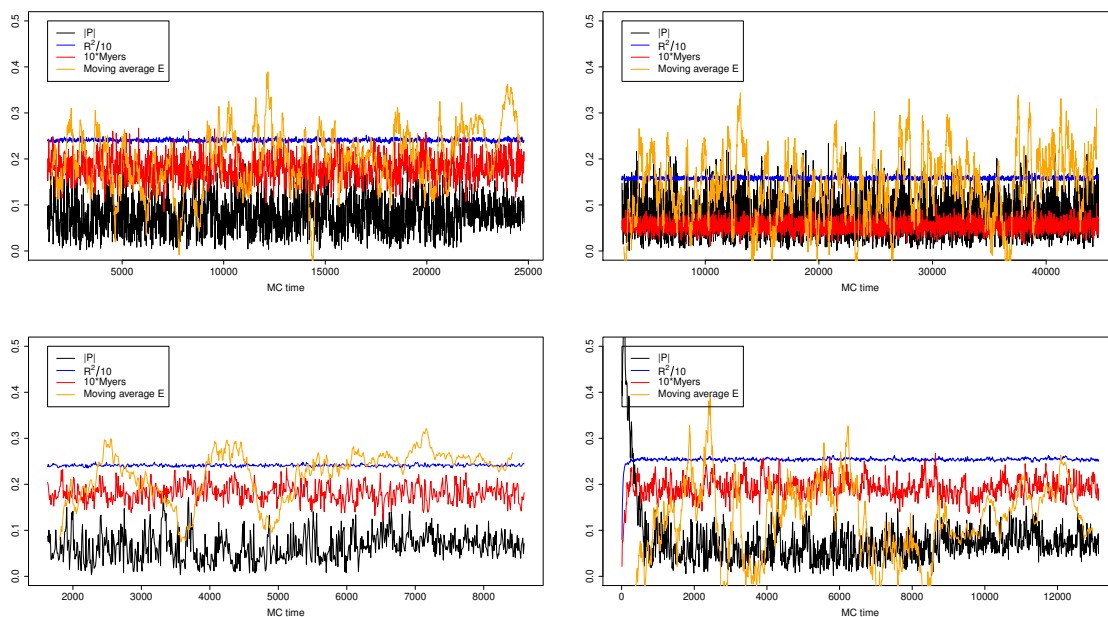 |P|
R²/10
10*Myers
Moving average E
0.0 0.1 0.2 0.3 0.4 0.5
5000 10000 15000 20000 25000
MC time
|P|
R²/10
10*Myers
Moving average E
0.0 0.1 0.2 0.3 0.4 0.5
10000 20000 30000 40000
MC time
|P|
R²/10
10*Myers
Moving average E
0.0 0.1 0.2 0.3 0.4 0.5
2000 3000 4000 5000 6000 7000 8000
MC time
|P|
R²/10
10*Myers
Moving average E
0.0 0.1 0.2 0.3 0.4 0.5
0 2000 4000 6000 8000 10000 12000
MC time